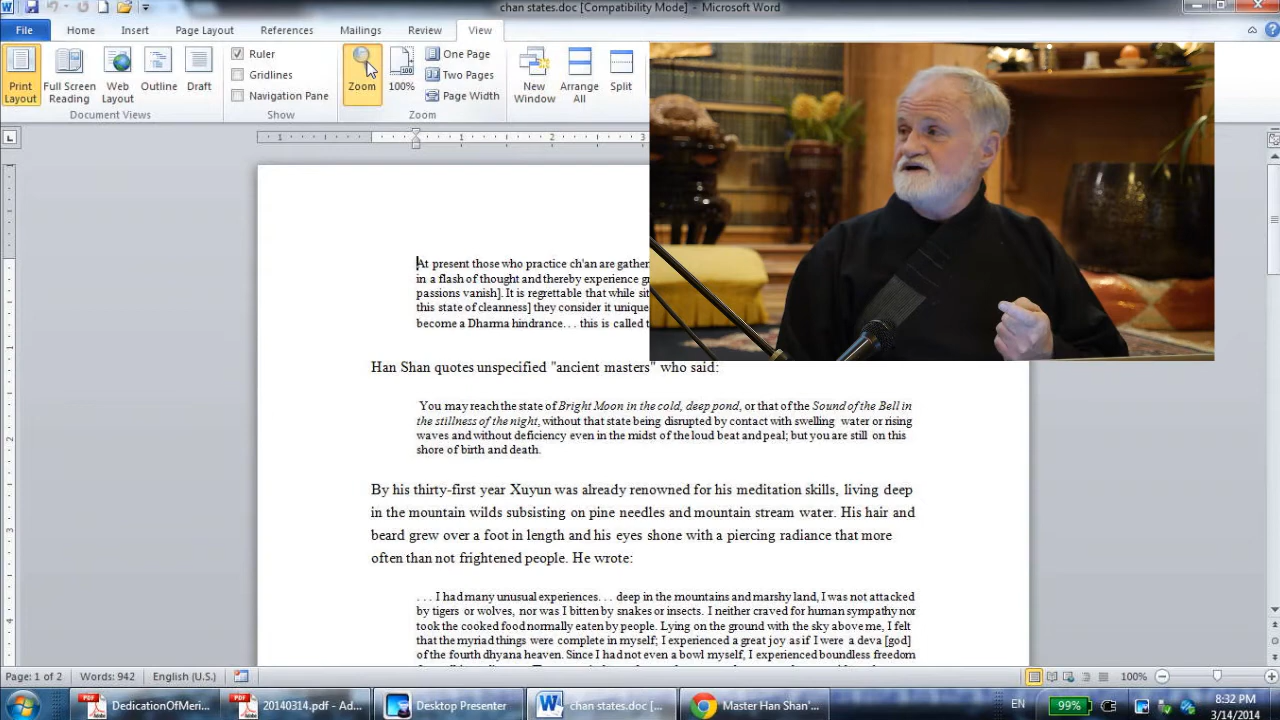 chan states.doc [Compatibility Mode] - Microsoft Word
File Home Insert Page Layout References Mailings Review View
Print Layout
Full Screen Reading
Web Layout
Outline
Draft
Document Views
Ruler
Gridlines
Navigation Pane
Show
Zoom
100%
One Page
Two Pages
Page Width
Zoom
New Window
Arrange All
Split
1 1 2 3
At present those who practice ch'an are gather
in a flash of thought and thereby experience g
passions vanish]. It is regrettable that while sit
this state of cleanness] they consider it unique
become a Dharma hindrance. . . this is called t
Han Shan quotes unspecified "ancient masters" who said:
You may reach the state of Bright Moon in the cold, deep pond, or that of the Sound of the Bell in
the stillness of the night, without that state being disrupted by contact with swelling water or rising
waves and without deficiency even in the midst of the loud beat and peal; but you are still on this
shore of birth and death.
By his thirty-first year Xuyun was already renowned for his meditation skills, living deep
in the mountain wilds subsisting on pine needles and mountain stream water. His hair and
beard grew over a foot in length and his eyes shone with a piercing radiance that more
often than not frightened people. He wrote:
. . . I had many unusual experiences. . . deep in the mountains and marshy land, I was not attacked
by tigers or wolves, nor was I bitten by snakes or insects. I neither craved for human sympathy nor
took the cooked food normally eaten by people. Lying on the ground with the sky above me, I felt
that the myriad things were complete in myself; I experienced a great joy as if I were a deva [god]
of the fourth dhyana heaven. Since I had not even a bowl myself, I experienced boundless freedom
Page: 1 of 2 Words: 942 English (U.S.) 100%
DedicationOfMeri... 20140314.pdf - Ad... Desktop Presenter chan states.doc [... Master Han Shan'... EN 99% 8:32 PM
3/14/2014